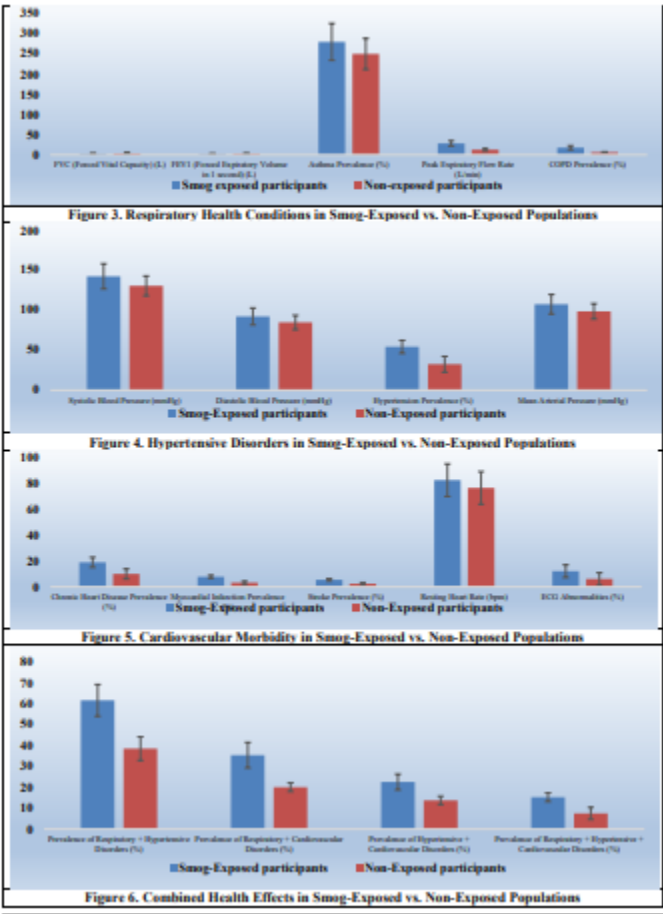 350
300
250
200
150
100
50
0
FVC (Forced Vital Capacity) (L) FEV1 (Forced Expiratory Volume Asthma Prevalence (%) Peak Expiratory Flow Rate COPD Prevalence (%)
in 1 second) (L) (L/min)
Smog exposed participants Non-exposed participants
Figure 3. Respiratory Health Conditions in Smog-Exposed vs. Non-Exposed Populations
200
150
100
50
0
Systolic Blood Pressure (mmHg) Diastolic Blood Pressure (mmHg) Hypertension Prevalence (%) Mean Arterial Pressure (mmHg)
Smog-Exposed participants Non-Exposed participants
Figure 4. Hypertensive Disorders in Smog-Exposed vs. Non-Exposed Populations
100
80
60
40
20
0
Chronic Heart Disease Prevalence Myocardial Infarction Prevalence Stroke Prevalence (%) Resting Heart Rate (bpm) ECG Abnormalities (%)
(%)
Smog-Exposed participants Non-Exposed participants
Figure 5. Cardiovascular Morbidity in Smog-Exposed vs. Non-Exposed Populations
80
70
60
50
40
30
20
10
0
Prevalence of Respiratory + Hypertensive Prevalence of Respiratory + Cardiovascular Prevalence of Hypertensive + Prevalence of Respiratory + Hypertensive +
Disorders (%) Disorders (%) Cardiovascular Disorders (%) Cardiovascular Disorders (%)
Smog-Exposed participants Non-Exposed participants
Figure 6. Combined Health Effects in Smog-Exposed vs. Non-Exposed Populations